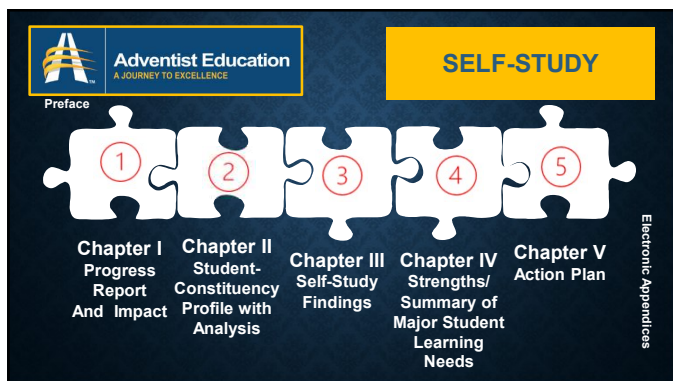 Adventist Education
A JOURNEY TO EXCELLENCE
TM
SELF-STUDY
Preface
1
2
3
4
5
Chapter I
Progress
Report
And Impact
Chapter II
Student-
Constituency
Profile with
Analysis
Chapter III
Self-Study
Findings
Chapter IV
Strengths/
Summary of
Major Student
Learning
Needs
Chapter V
Action Plan
Electronic Appendices